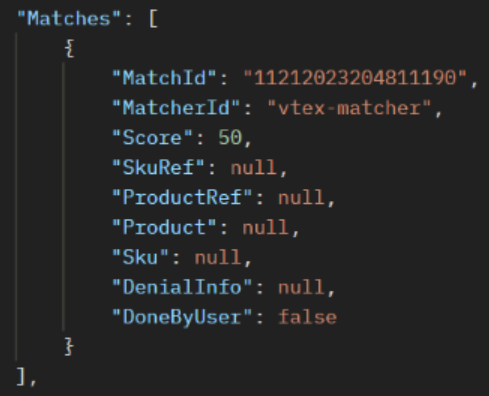 "Matches": [
{
"MatchId": "11212023204811190",
"MatcherId": "vtex-matcher",
"Score": 50,
"SkuRef": null,
"ProductRef": null,
"Product": null,
"Sku": null,
"DenialInfo": null,
"DoneByUser": false
}
],